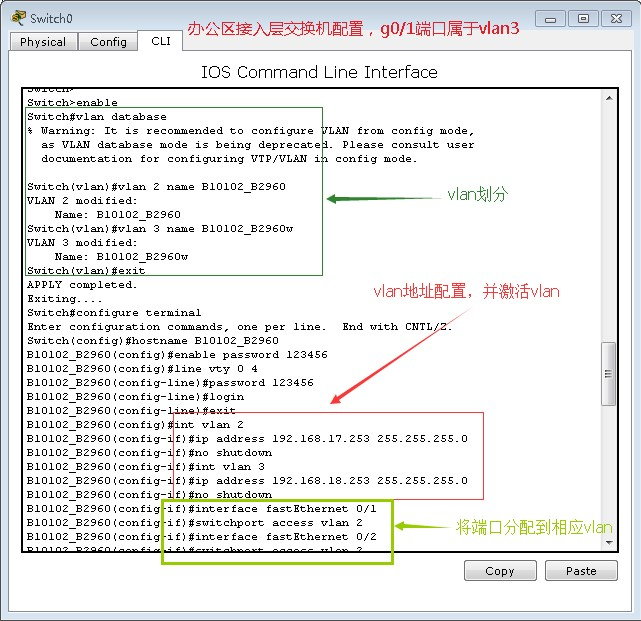 Switch0
办公区接入层交换机配置，g0/1端口属于vlan3
Physical Config CLI
IOS Command Line Interface
Switch>
Switch>enable
Switch#vlan database
% Warning: It is recommended to configure VLAN from config mode,
as VLAN database mode is being deprecated. Please consult user
documentation for configuring VTP/VLAN in config mode.
Switch(vlan)#vlan 2 name B10102_B2960
VLAN 2 modified:
Name: B10102_B2960
Switch(vlan)#vlan 3 name B10102_B2960w
VLAN 3 modified:
Name: B10102_B2960w
Switch(vlan)#exit
vlan划分
APPLY completed.
Exiting....
Switch#configure terminal
Enter configuration commands, one per line. End with CNTL/Z.
Switch(config)#hostname B10102_B2960
B10102_B2960(config)#enable password 123456
B10102_B2960(config)#line vty 0 4
B10102_B2960(config-line)#password 123456
B10102_B2960(config-line)#login
B10102_B2960(config-line)#exit
vlan地址配置，并激活vlan
B10102_B2960(config)#int vlan 2
B10102_B2960(config-if)#ip address 192.168.17.253 255.255.255.0
B10102_B2960(config-if)#no shutdown
B10102_B2960(config-if)#int vlan 3
B10102_B2960(config-if)#ip address 192.168.18.253 255.255.255.0
B10102_B2960(config-if)#no shutdown
B10102_B2960(config-if)#interface fastEthernet 0/1
B10102_B2960(config-if)#switchport access vlan 2
B10102_B2960(config-if)#interface fastEthernet 0/2
B10102_B2960(config-if)#switchport access vlan 2
将端口分配到相应vlan
Copy Paste